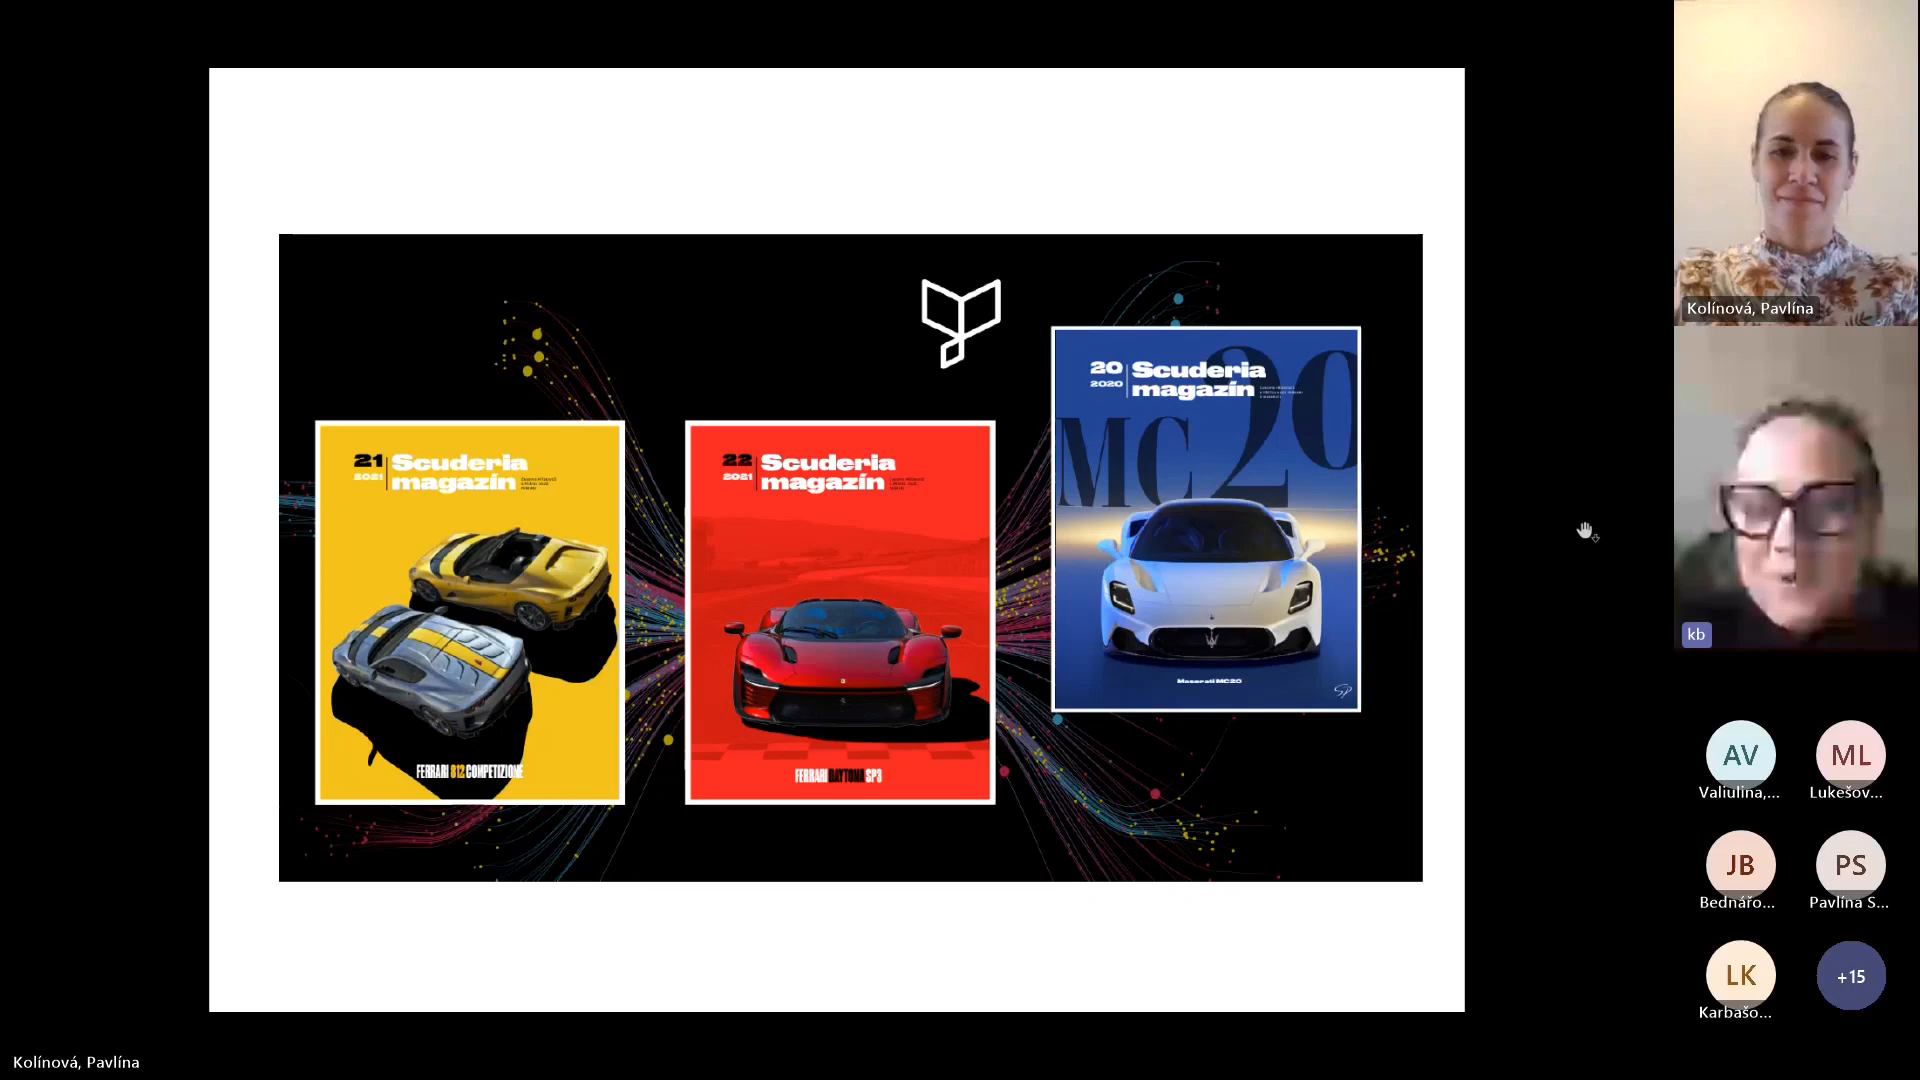 21
2021
Scuderia
magazín
FERRARI 812 COMPETIZIONE
22
2021
Scuderia
magazín
FERRARI DAYTONA SP3
20
2020
Scuderia
magazín
MC20
Maserati MC20
Kolínová, Pavlína
kb
AV
Valiulina,...
ML
Lukešov...
JB
Bednářo...
PS
Pavlína S...
LK
Karbašo...
+15
Kolínová, Pavlína